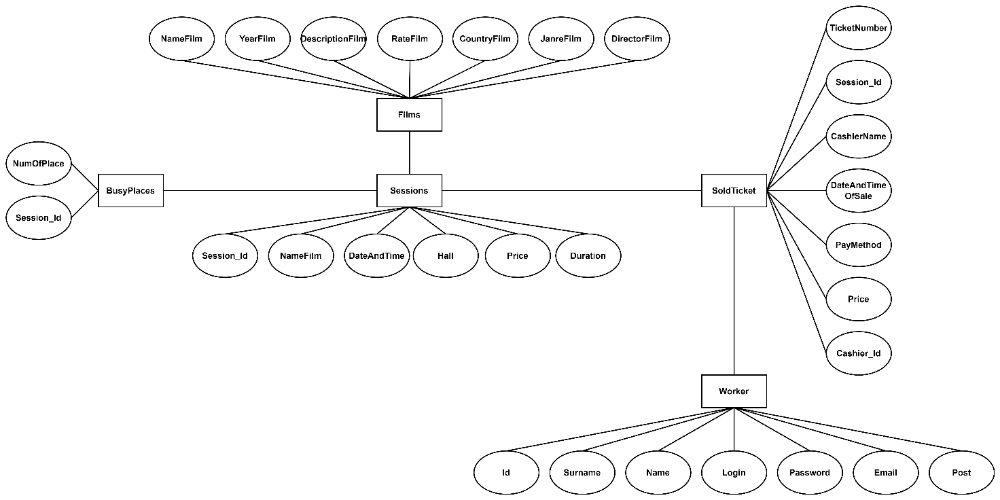 NameFilm
YearFilm
DescriptionFilm
RateFilm
CountryFilm
JanreFilm
DirectorFilm
Films
TicketNumber
Session_Id
CashierName
DateAndTime
OfSale
PayMethod
Price
Cashier_Id
NumOfPlace
Session_Id
BusyPlaces
Sessions
SoldTicket
Session_Id
NameFilm
DateAndTime
Hall
Price
Duration
Worker
Id
Surname
Name
Login
Password
Email
Post